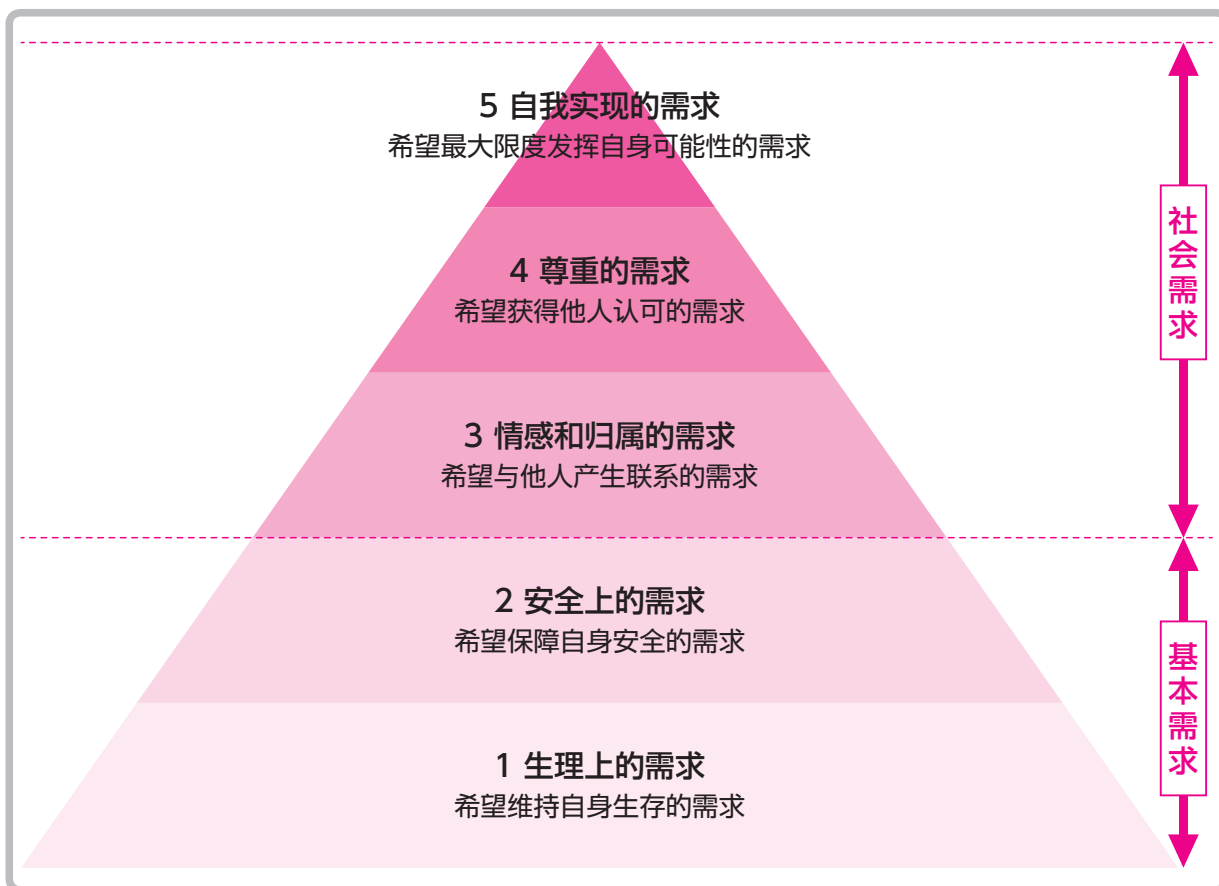 5 自我实现的需求
希望最大限度发挥自身可能性的需求
4 尊重的需求
希望获得他人认可的需求
3 情感和归属的需求
希望与他人产生联系的需求
2 安全上的需求
希望保障自身安全的需求
1 生理上的需求
希望维持自身生存的需求
社会需求
基本需求